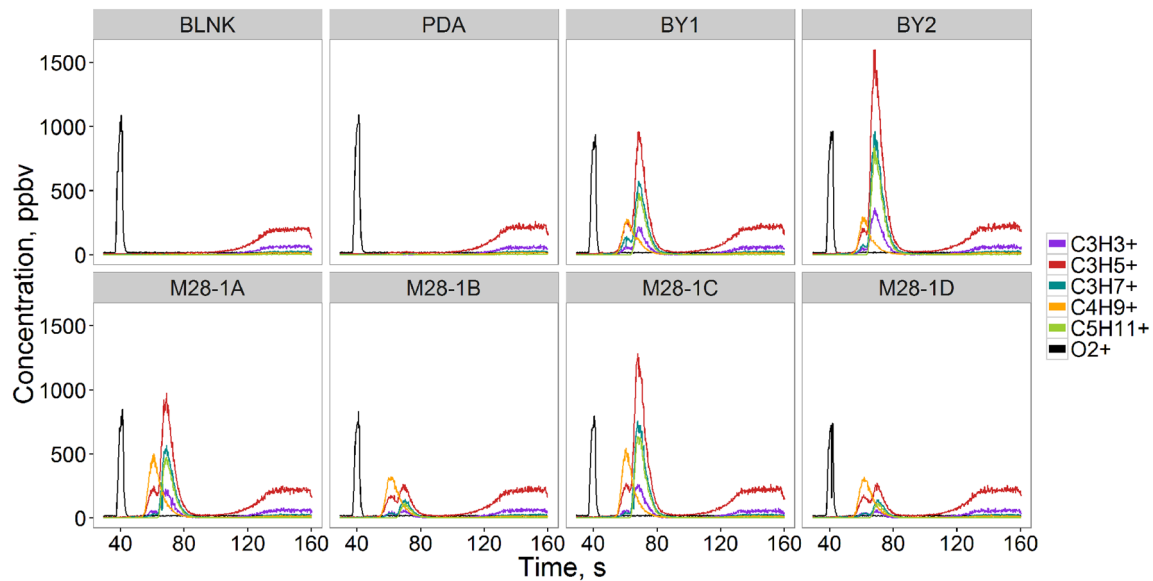 BLNK PDA BY1 BY2
1500
1000
500
0
M28-1A M28-1B M28-1C M28-1D
1500
1000
500
0
40 80 120 160 40 80 120 160 40 80 120 160 40 80 120 160
Time, s
Concentration, ppbv
C3H3+
C3H5+
C3H7+
C4H9+
C5H11+
O2+